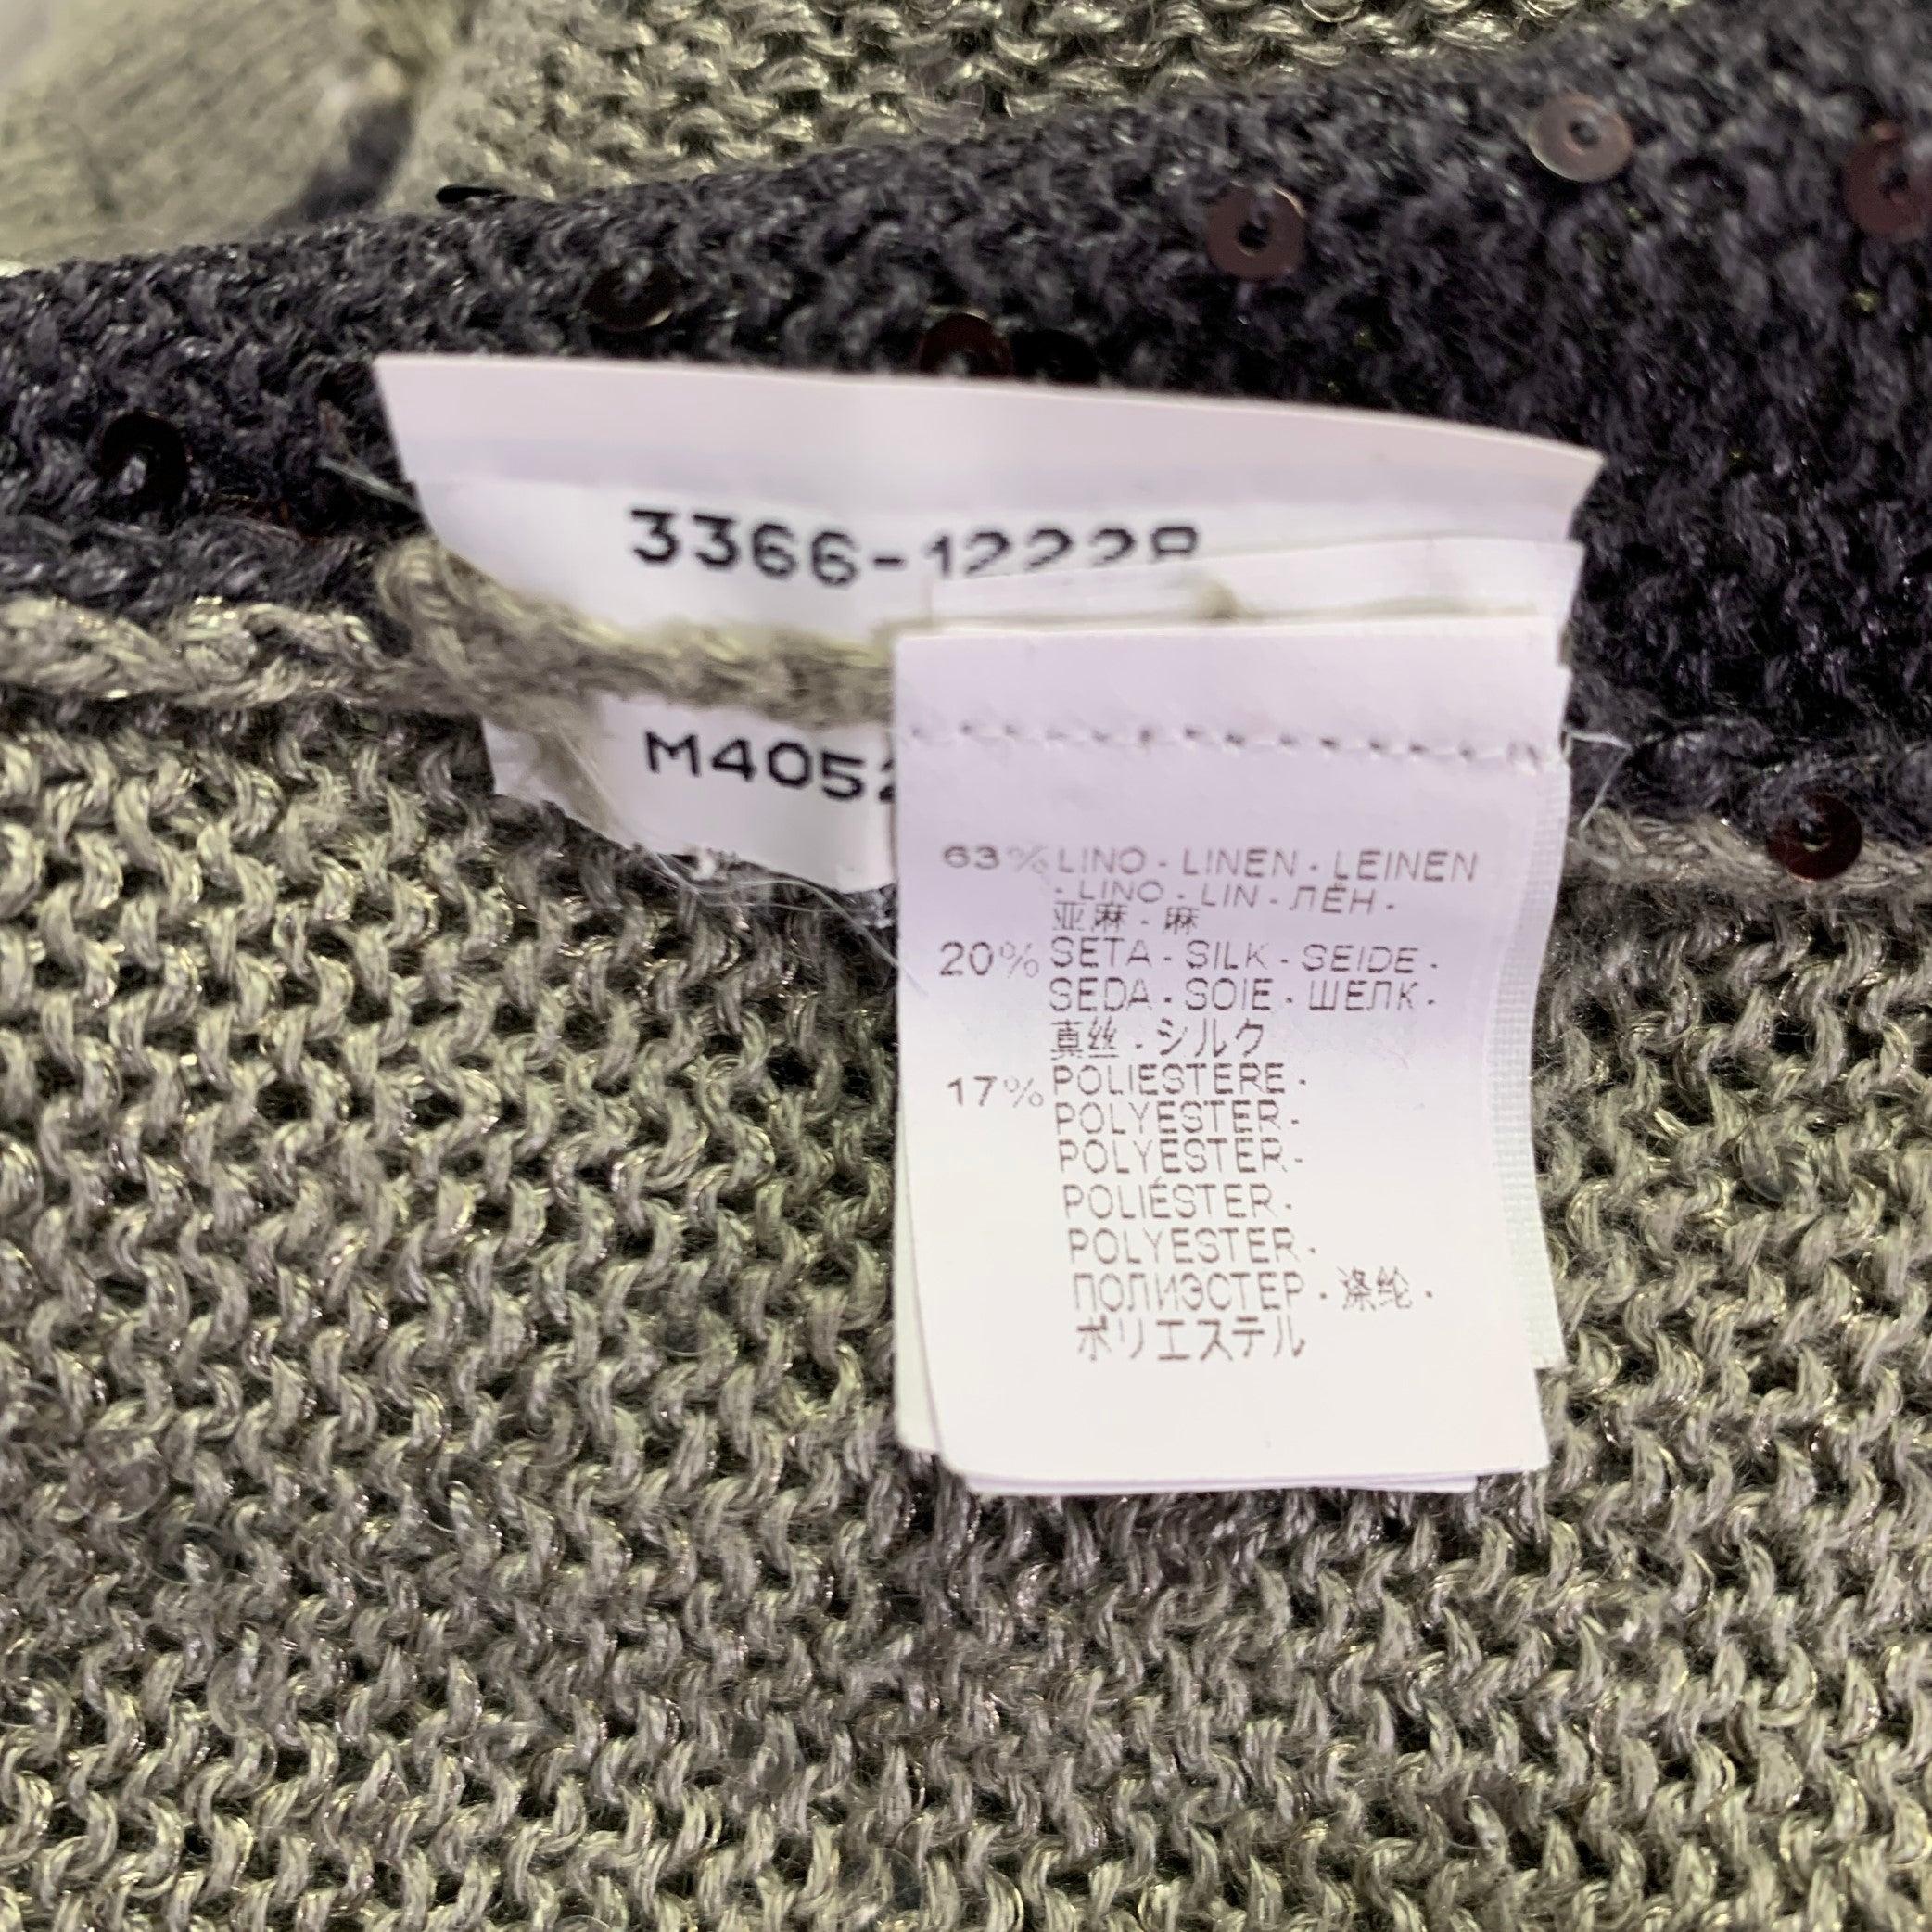 3366-12228
M4052
63% LINO - LINEN - LEINEN
- LINO - LIN - ЛЁН -
亚麻 - 麻
20% SETA - SILK - SEIDE -
SEDA - SOIE - ШЕЛК -
真丝 - シルク
17% POLIESTERE -
POLYESTER -
POLYESTER -
POLIÉSTER -
POLYESTER -
ПОЛИЭСТЕР - 涤纶 -
ポリエステル